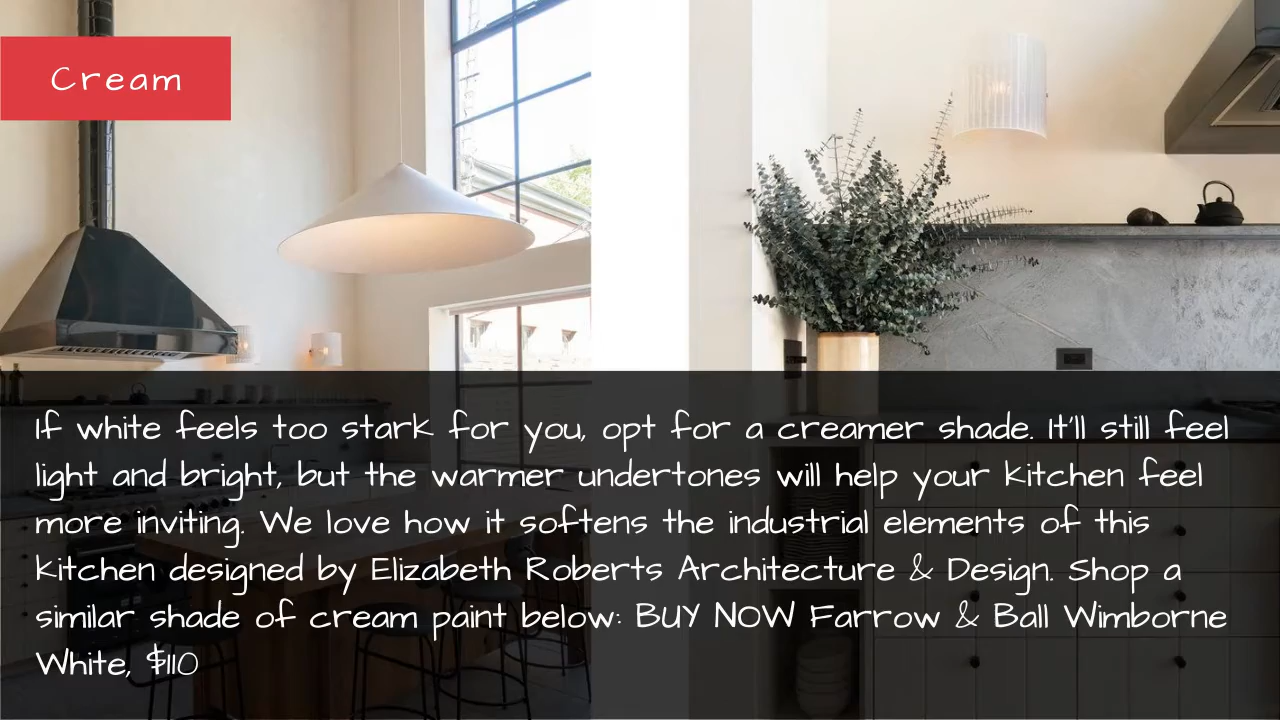 Cream
If white feels too stark for you, opt for a creamer shade. It'll still feel
light and bright, but the warmer undertones will help your kitchen feel
more inviting. We love how it softens the industrial elements of this
kitchen designed by Elizabeth Roberts Architecture & Design. Shop a
similar shade of cream paint below: BUY NOW Farrow & Ball Wimborne
White, $110